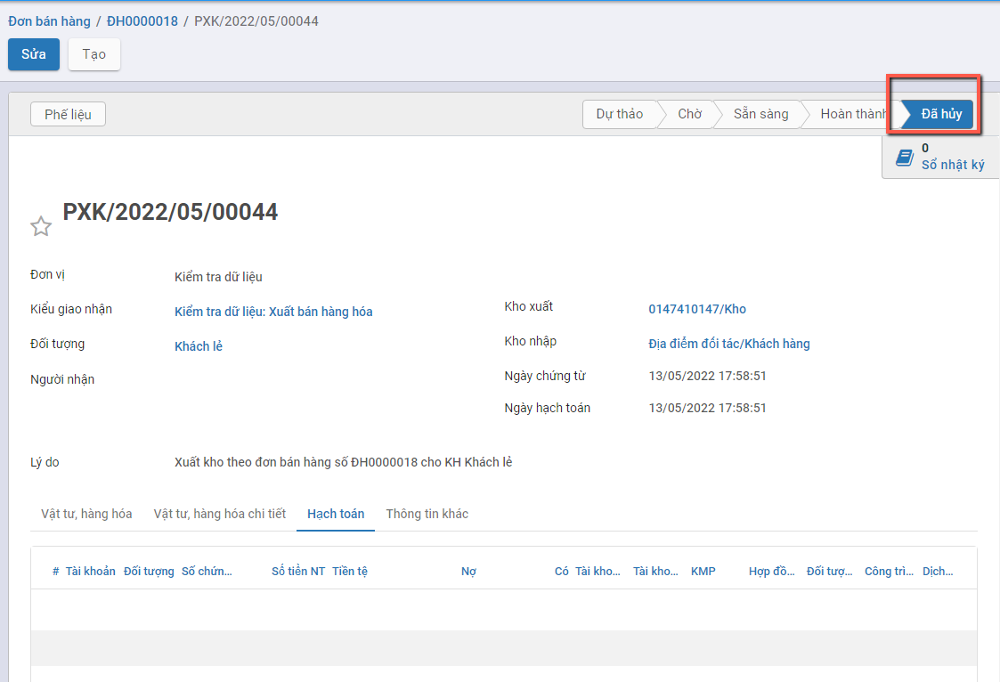 Đơn bán hàng / ĐH0000018 / PXK/2022/05/00044
Sửa Tạo
Phế liệu Dự thảo Chờ Sẵn sàng Hoàn thành Đã hủy
0
Sổ nhật ký
PXK/2022/05/00044
Đơn vị Kiểm tra dữ liệu
Kiểu giao nhận Kiểm tra dữ liệu: Xuất bán hàng hóa
Đối tượng Khách lẻ
Người nhận
Kho xuất 0147410147/Kho
Kho nhập Địa điểm đối tác/Khách hàng
Ngày chứng từ 13/05/2022 17:58:51
Ngày hạch toán 13/05/2022 17:58:51
Lý do Xuất kho theo đơn bán hàng số ĐH0000018 cho KH Khách lẻ
Vật tư, hàng hóa Vật tư, hàng hóa chi tiết Hạch toán Thông tin khác
# Tài khoản Đối tượng Số chứn... Số tiền NT Tiền tệ Nợ Có Tài kho... Tài kho... KMP Hợp đồ... Đối tượ... Công trì... Dịch...